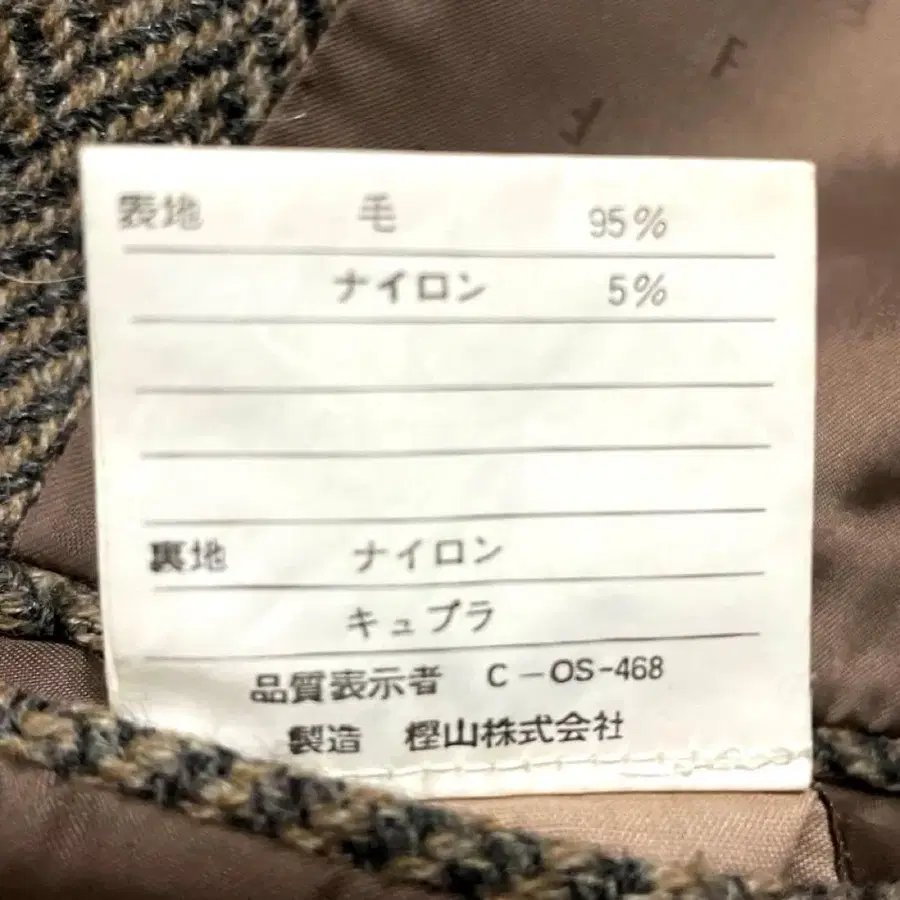 表地 毛 95%
ナイロン 5%
裏地 ナイロン
キュプラ
品質表示者 C-OS-468
製造 樫山株式会社